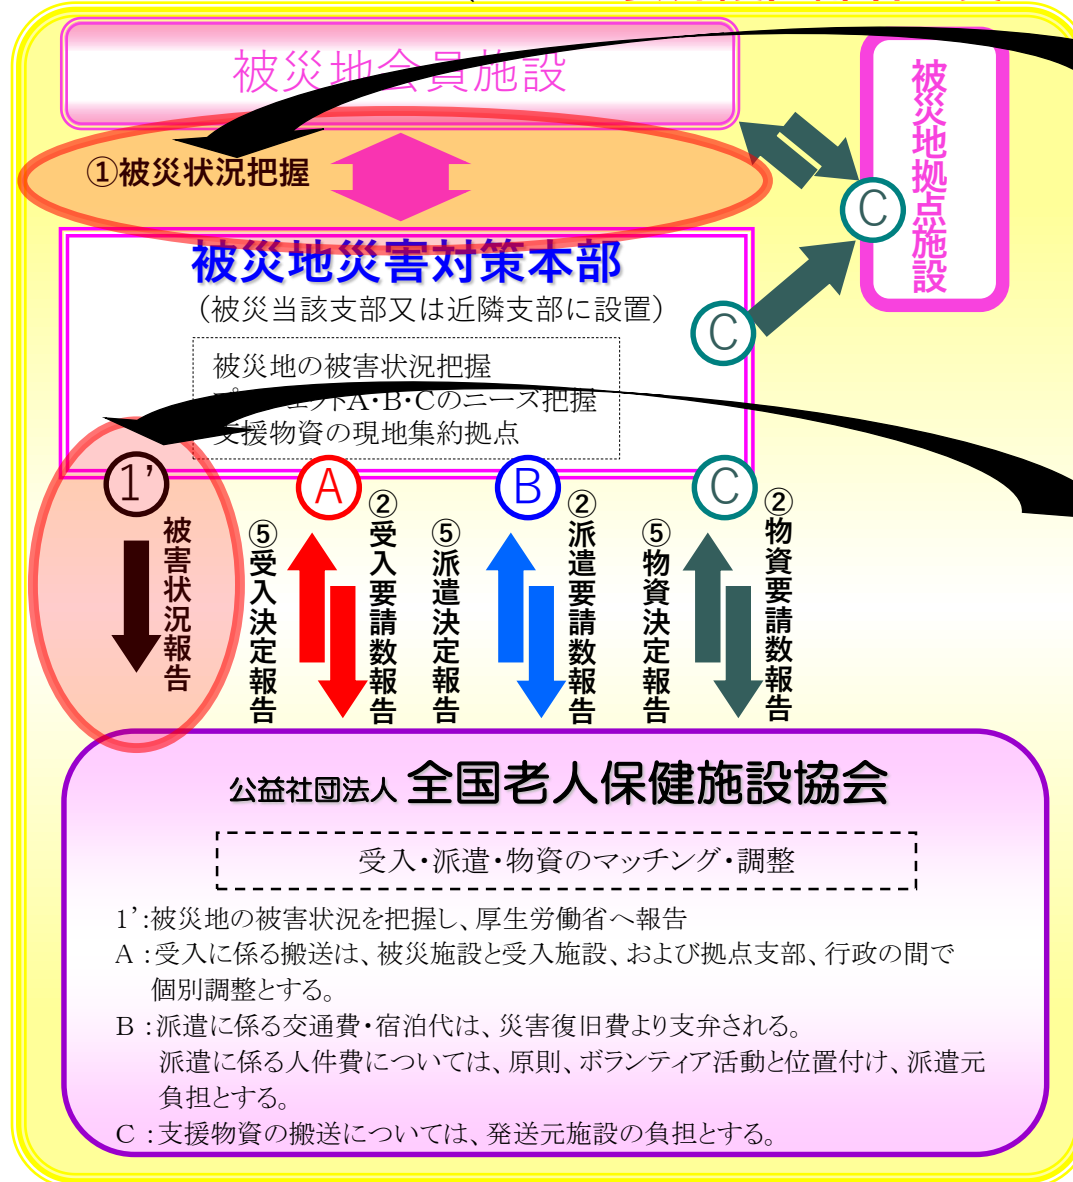 被災地会員施設
被災地拠点施設
①被災状況把握
C
被災地災害対策本部
（被災当該支部又は近隣支部に設置）
C
被災地の被害状況把握
A・B・Cのニーズ把握
支援物資の現地集約拠点
1’
A
B
C
被害状況報告
⑤受入決定報告
②受入要請数報告
⑤派遣決定報告
②派遣要請数報告
⑤物資決定報告
②物資要請数報告
公益社団法人 全国老人保健施設協会
受入・派遣・物資のマッチング・調整
1’:被災地の被害状況を把握し、厚生労働省へ報告
A：受入に係る搬送は、被災施設と受入施設、および拠点支部、行政の間で
個別調整とする。
B：派遣に係る交通費・宿泊代は、災害復旧費より支弁される。
派遣に係る人件費については、原則、ボランティア活動と位置付け、派遣元
負担とする。
C：支援物資の搬送については、発送元施設の負担とする。